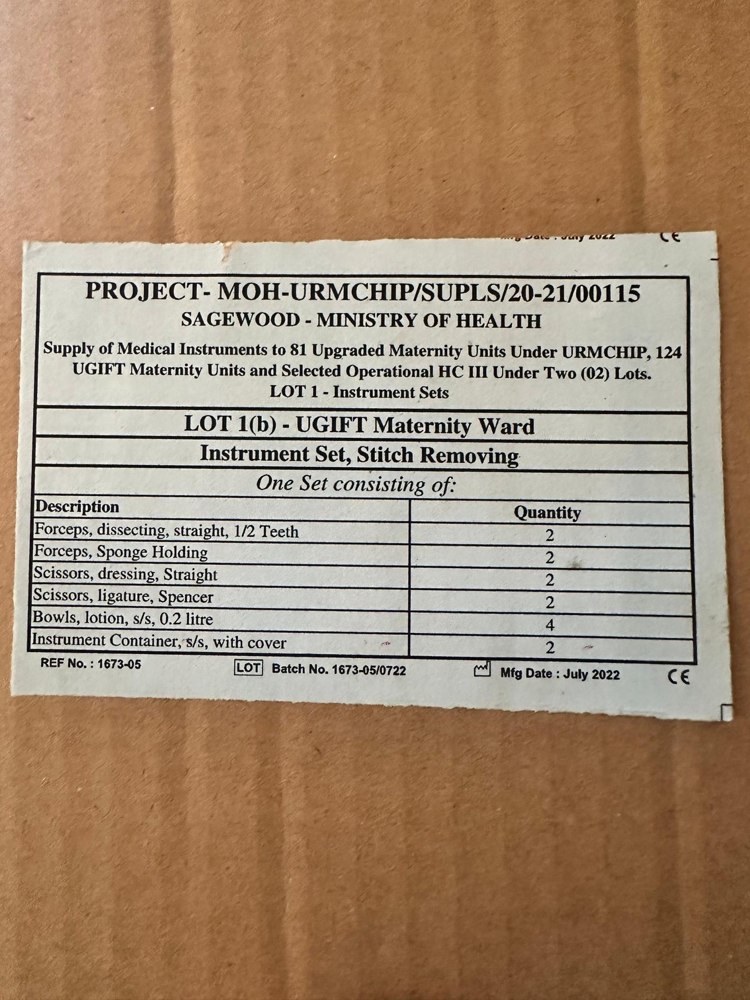 Mfg Date : July 2022 CE
PROJECT- MOH-URMCHIP/SUPLS/20-21/00115
SAGEWOOD - MINISTRY OF HEALTH
Supply of Medical Instruments to 81 Upgraded Maternity Units Under URMCHIP, 124
UGIFT Maternity Units and Selected Operational HC III Under Two (02) Lots.
LOT 1 - Instrument Sets
LOT 1(b) - UGIFT Maternity Ward
Instrument Set, Stitch Removing
One Set consisting of:
Description Quantity
Forceps, dissecting, straight, 1/2 Teeth 2
Forceps, Sponge Holding 2
Scissors, dressing, Straight 2
Scissors, ligature, Spencer 2
Bowls, lotion, s/s, 0.2 litre 4
Instrument Container, s/s, with cover 2
REF No. : 1673-05 LOT Batch No. 1673-05/0722 Mfg Date : July 2022 CE